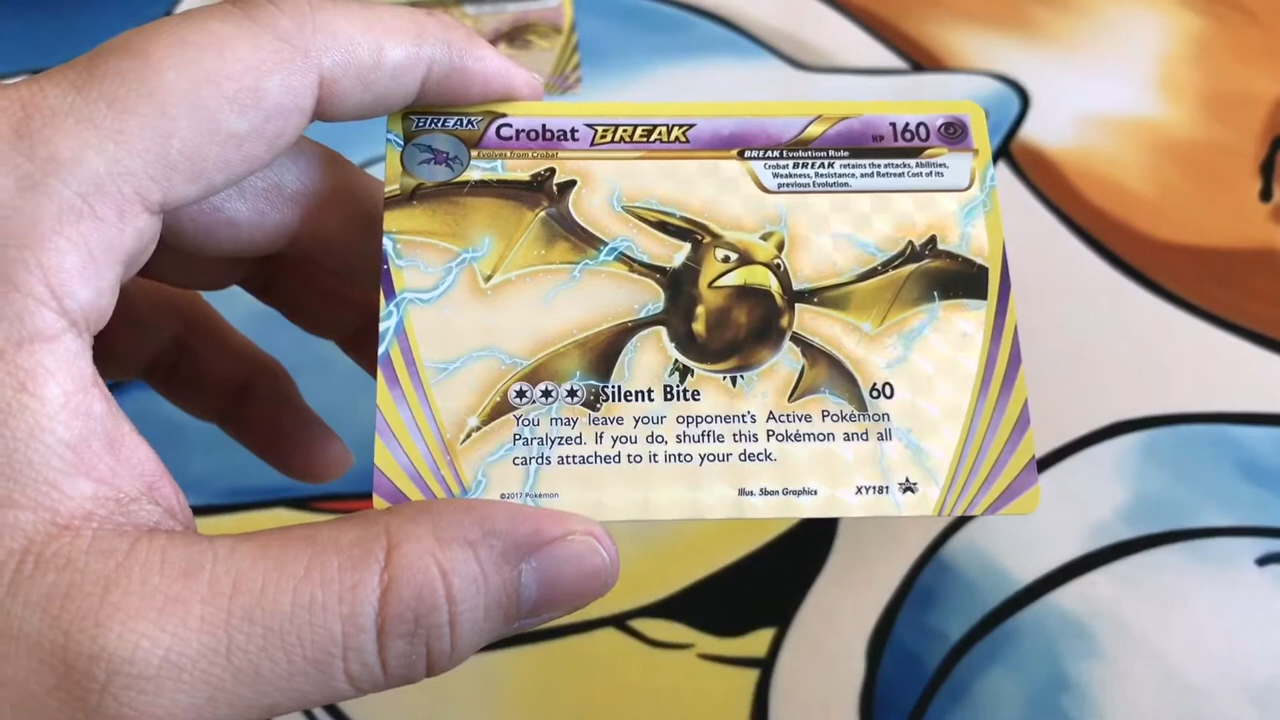 BREAK Crobat BREAK HP 160
Evolves from Crobat
BREAK Evolution Rule
Crobat BREAK retains the attacks, Abilities,
Weakness, Resistance, and Retreat Cost of its
previous Evolution.
Silent Bite 60
You may leave your opponent's Active Pokémon
Paralyzed. If you do, shuffle this Pokémon and all
cards attached to it into your deck.
©2017 Pokémon Illus. 5ban Graphics XY181